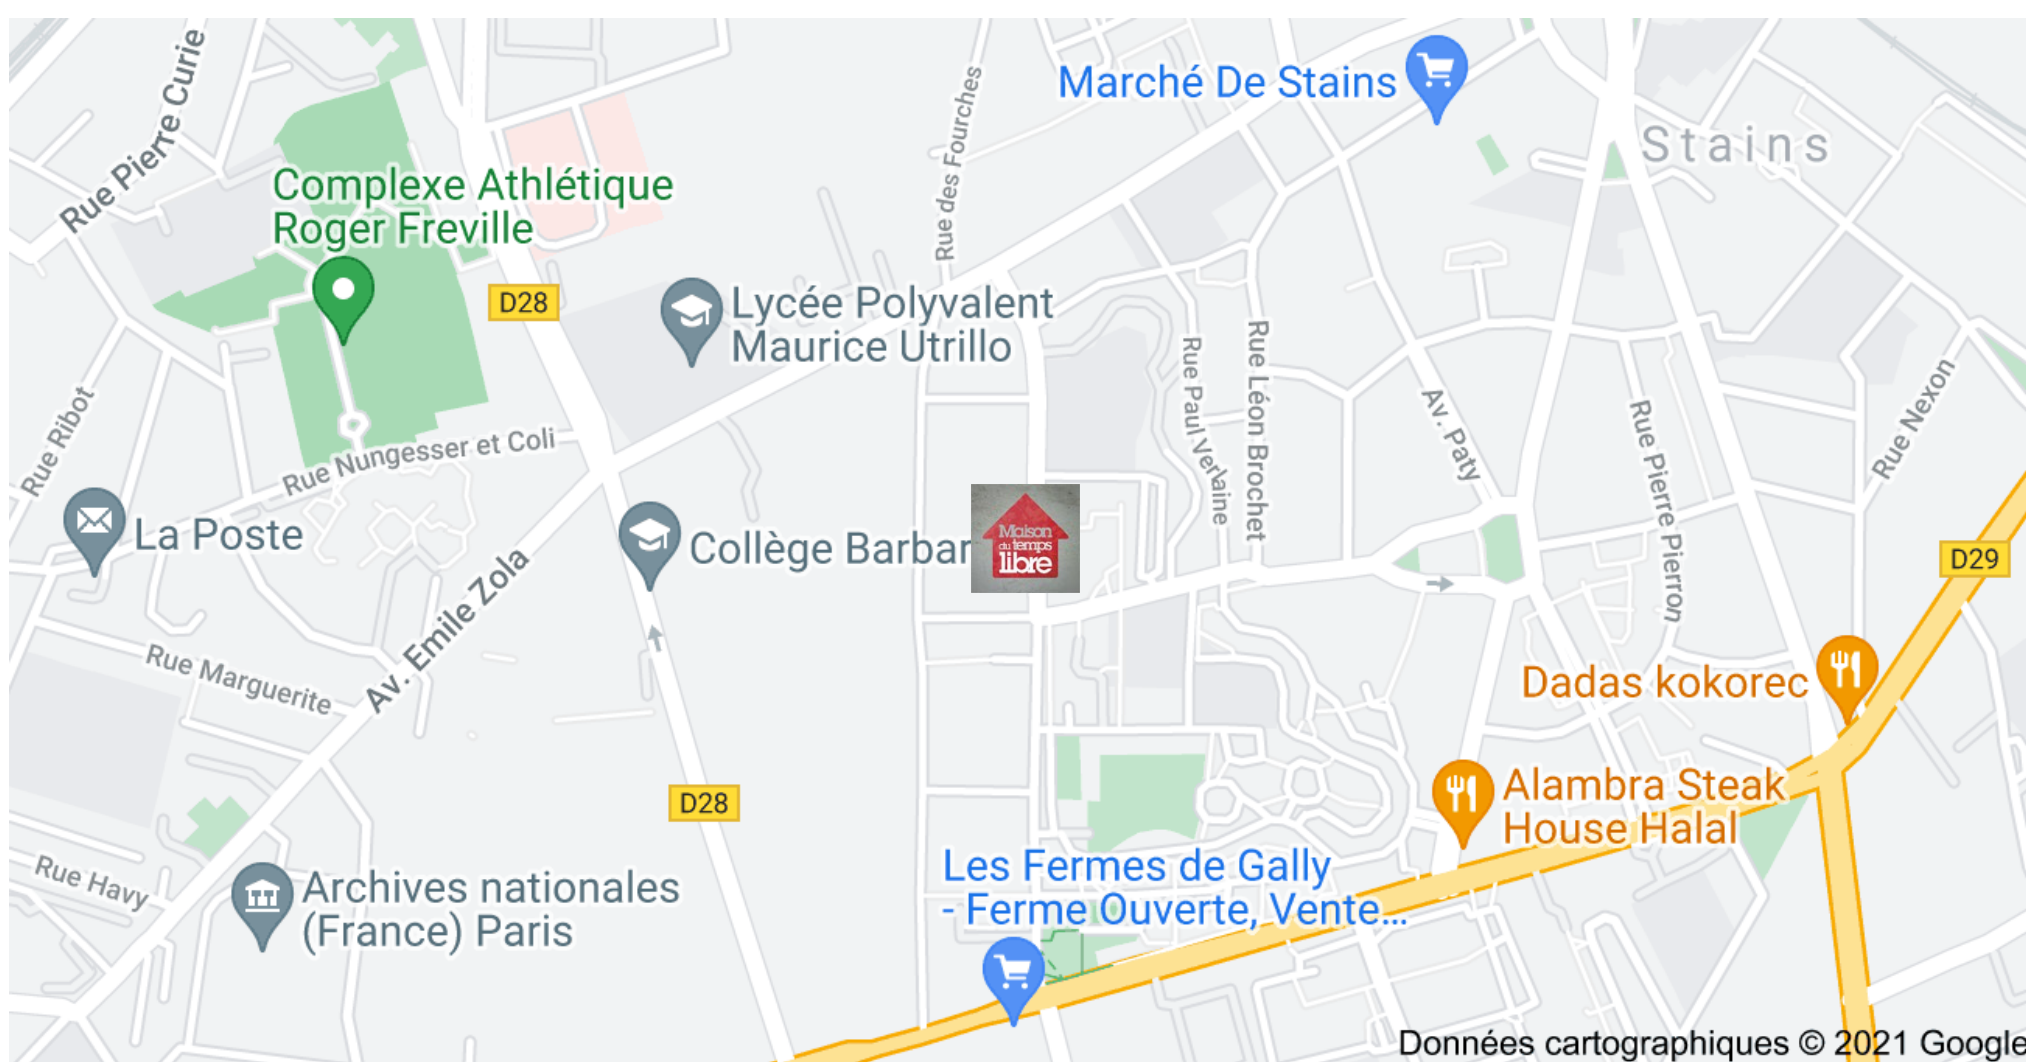 Rue Pierre Curie
Marché De Stains
Rue des Fourches
Stains
Complexe Athlétique
Roger Freville
D28
Lycée Polyvalent
Maurice Utrillo
Rue Paul Verlaine
Rue Léon Brochet
Av. Paty
Rue Pierre Pierron
Rue Nexon
Rue Ribot
Rue Nungesser et Coli
La Poste
Collège Barbar
Maison
du temps
libre
D29
Av. Emile Zola
Rue Marguerite
Dadas kokorec
D28
Alambra Steak
House Halal
Rue Havy
Archives nationales
(France) Paris
Les Fermes de Gally
- Ferme Ouverte, Vente...
Données cartographiques © 2021 Google